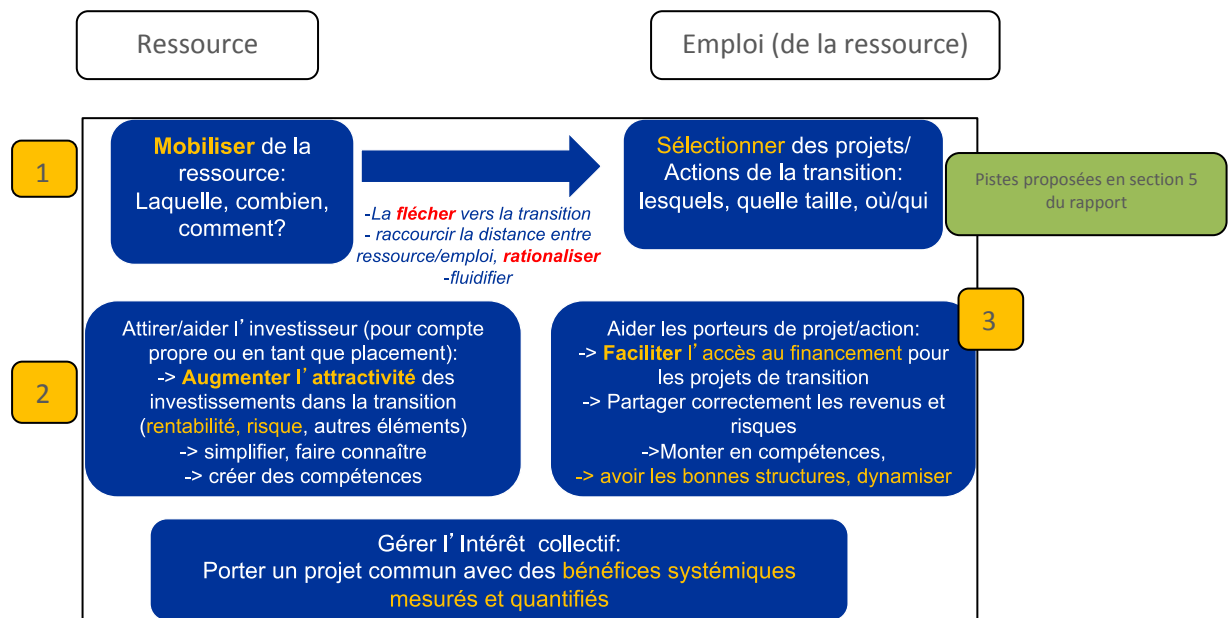 Ressource
Emploi (de la ressource)
1
Mobiliser de la
ressource:
Laquelle, combien,
comment?
-La flécher vers la transition
- raccourcir la distance entre
ressource/emploi, rationaliser
-fluidifier
Sélectionner des projets/
Actions de la transition:
lesquels, quelle taille, où/qui
Pistes proposées en section 5
du rapport
2
Attirer/aider l’investisseur (pour compte
propre ou en tant que placement):
-> Augmenter l’attractivité des
investissements dans la transition
(rentabilité, risque, autres éléments)
-> simplifier, faire connaître
-> créer des compétences
3
Aider les porteurs de projet/action:
-> Faciliter l’accès au financement pour
les projets de transition
-> Partager correctement les revenus et
risques
->Monter en compétences,
-> avoir les bonnes structures, dynamiser
Gérer l’Intérêt collectif:
Porter un projet commun avec des bénéfices systémiques
mesurés et quantifiés